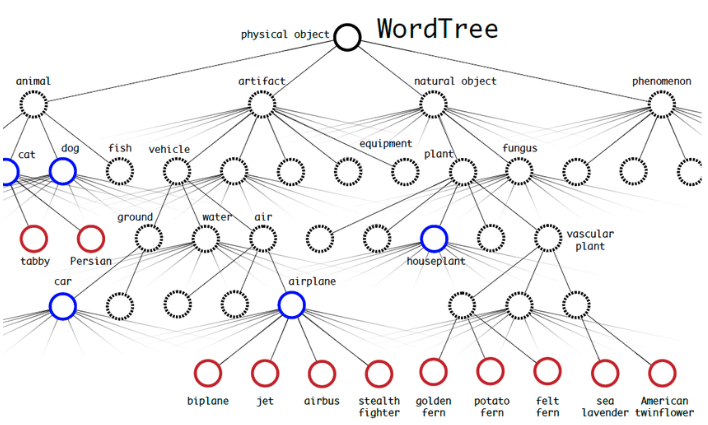 WordTree
physical object
animal
artifact
natural object
phenomenon
cat
dog
fish
vehicle
equipment
plant
fungus
tabby
Persian
ground
water
air
houseplant
vascular
plant
car
airplane
biplane
jet
airbus
stealth
fighter
golden
fern
potato
fern
felt
fern
sea
lavender
American
twinflower